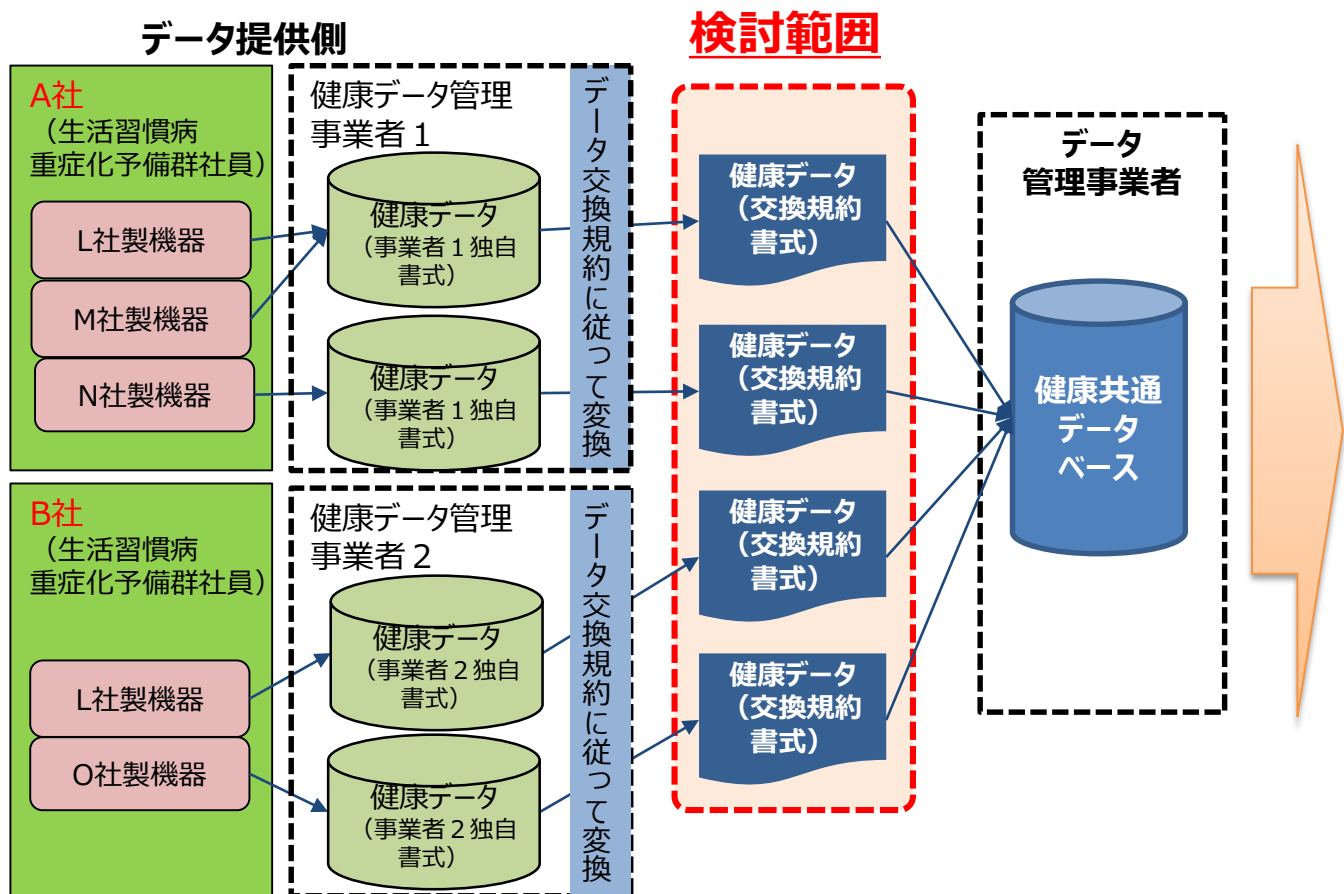 データ提供側
検討範囲
A社
（生活習慣病
重症化予備群社員）
L社製機器
M社製機器
N社製機器
健康データ管理
事業者１
健康データ
（事業者１独自
書式）
健康データ
（事業者１独自
書式）
データ交換規約に従って変換
B社
（生活習慣病
重症化予備群社員）
L社製機器
O社製機器
健康データ管理
事業者２
健康データ
（事業者２独自
書式）
健康データ
（事業者２独自
書式）
データ交換規約に従って変換
健康データ
（交換規約
書式）
健康データ
（交換規約
書式）
健康データ
（交換規約
書式）
健康データ
（交換規約
書式）
データ
管理事業者
健康共通
データ
ベース